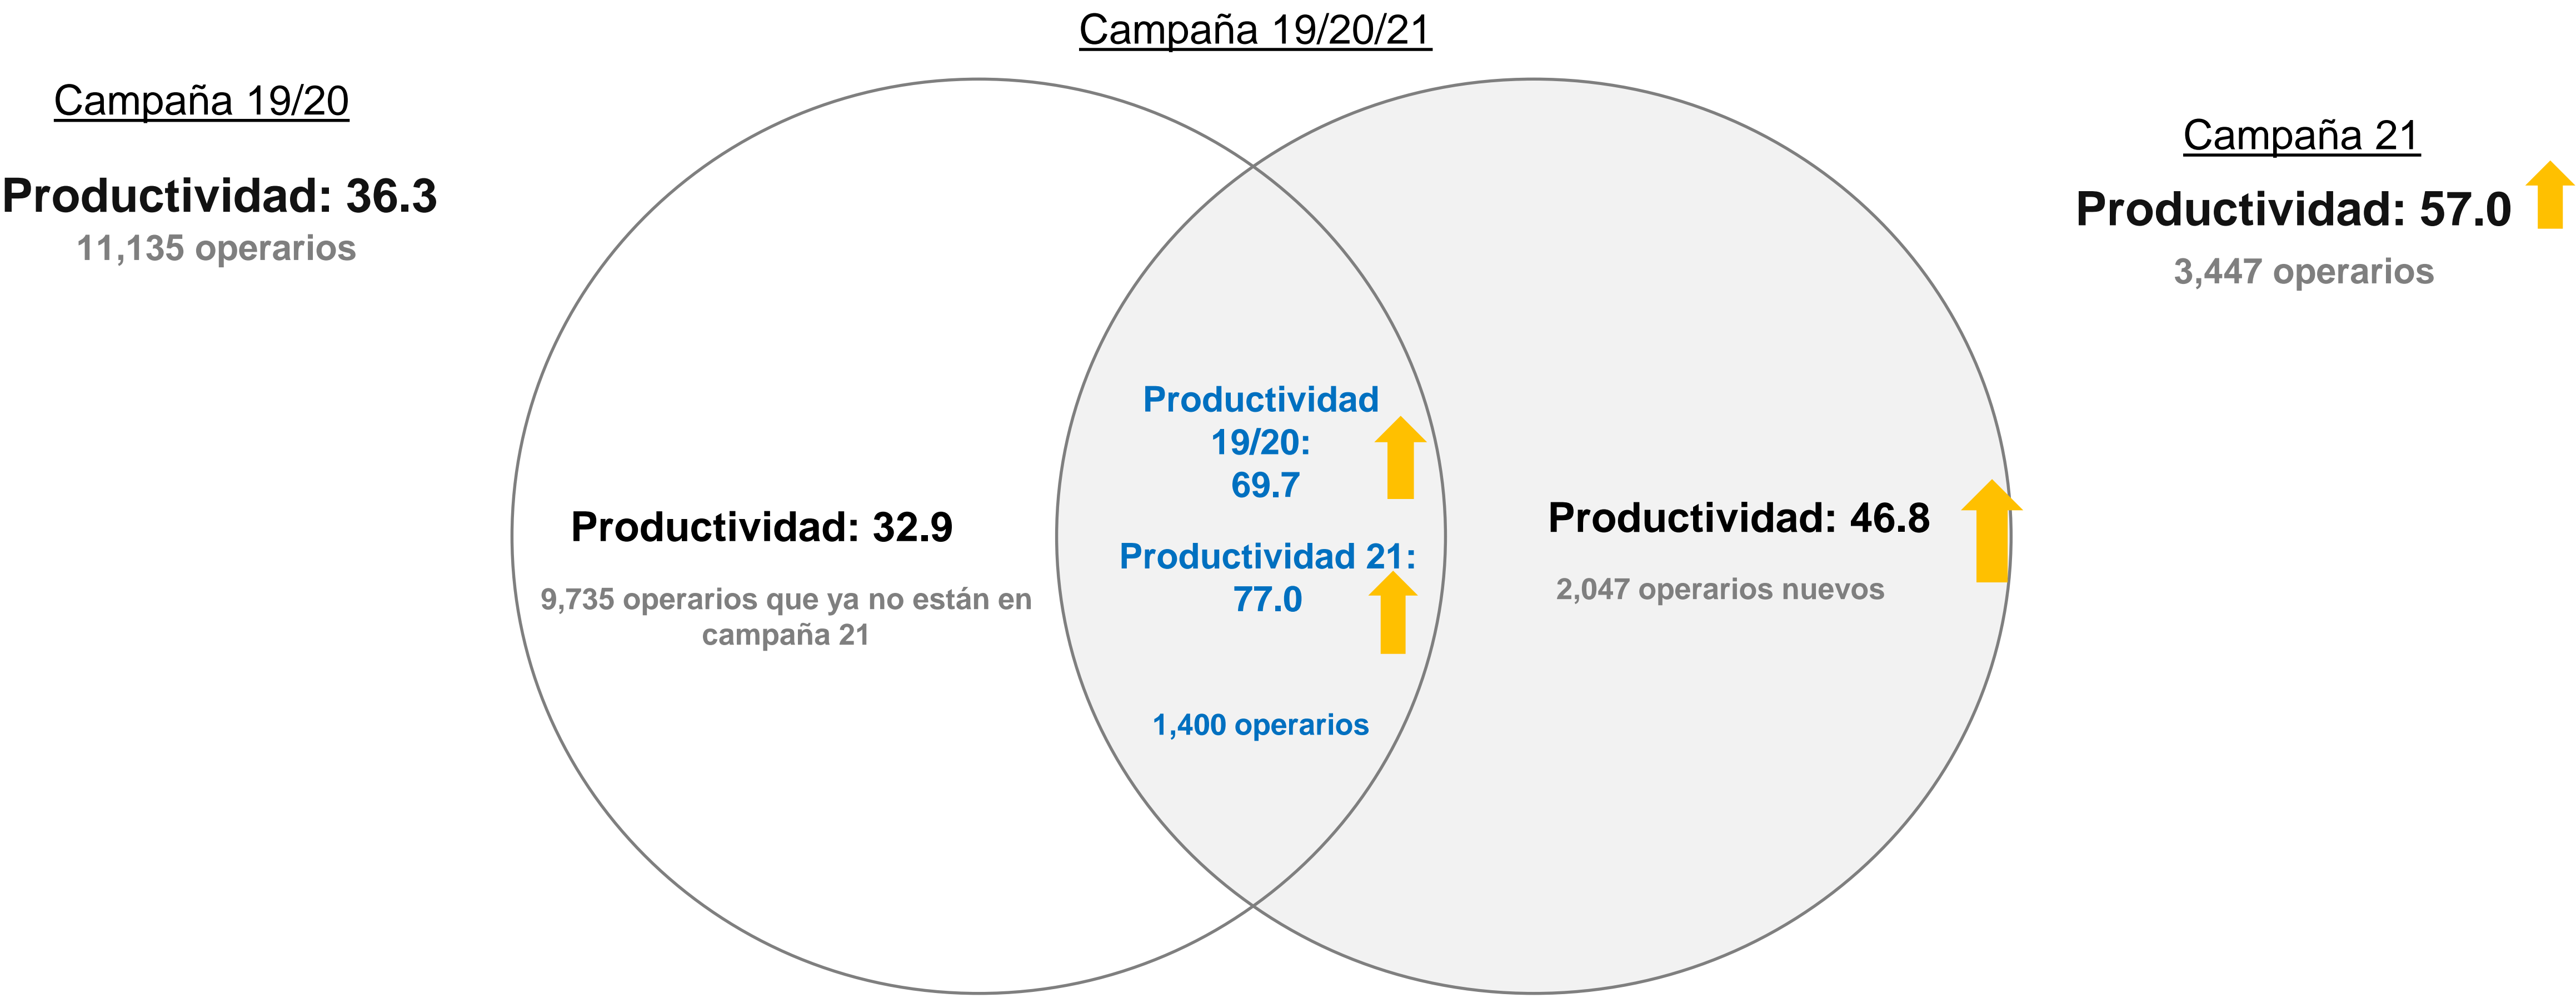 Campaña 19/20/21
Campaña 19/20
Productividad: 36.3
11,135 operarios
Productividad: 32.9
9,735 operarios que ya no están en
campaña 21
Productividad
19/20:
69.7
Productividad 21:
77.0
1,400 operarios
Productividad: 46.8
2,047 operarios nuevos
Campaña 21
Productividad: 57.0
3,447 operarios